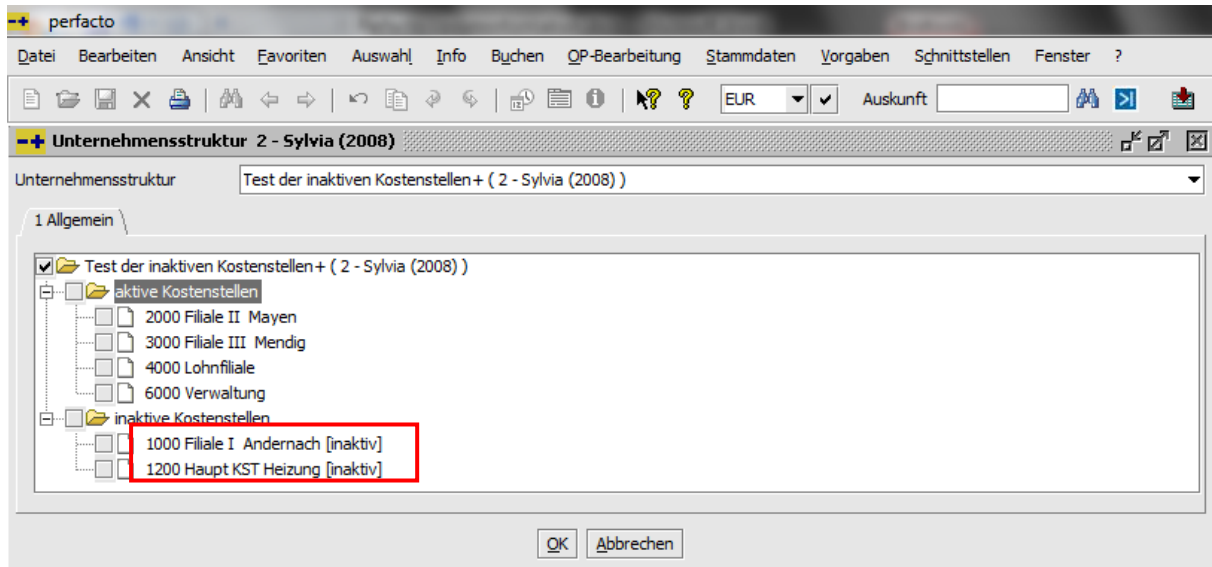 perfacto
Datei Bearbeiten Ansicht Favoriten Auswahl Info Buchen OP-Bearbeitung Stammdaten Vorgaben Schnittstellen Fenster ?
EUR Auskunft
Unternehmensstruktur 2 - Sylvia (2008)
Unternehmensstruktur Test der inaktiven Kostenstellen+ ( 2 - Sylvia (2008) )
1 Allgemein
Test der inaktiven Kostenstellen+ ( 2 - Sylvia (2008) )
aktive Kostenstellen
2000 Filiale II Mayen
3000 Filiale III Mendig
4000 Lohnfiliale
6000 Verwaltung
inaktive Kostenstellen
1000 Filiale I Andernach [inaktiv]
1200 Haupt KST Heizung [inaktiv]
OK Abbrechen